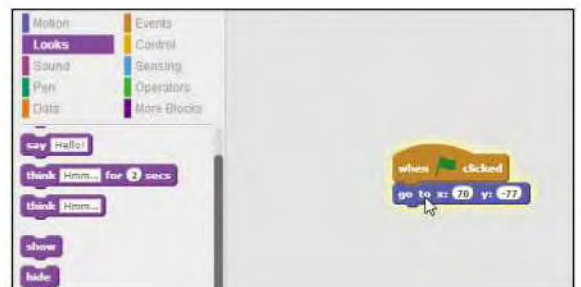 Motion Events
Looks Control
Sound Sensing
Pen Operators
Data More Blocks
say Hello!
think Hmm... for 2 secs
think Hmm...
show
hide
when clicked
go to x: 70 y: -77